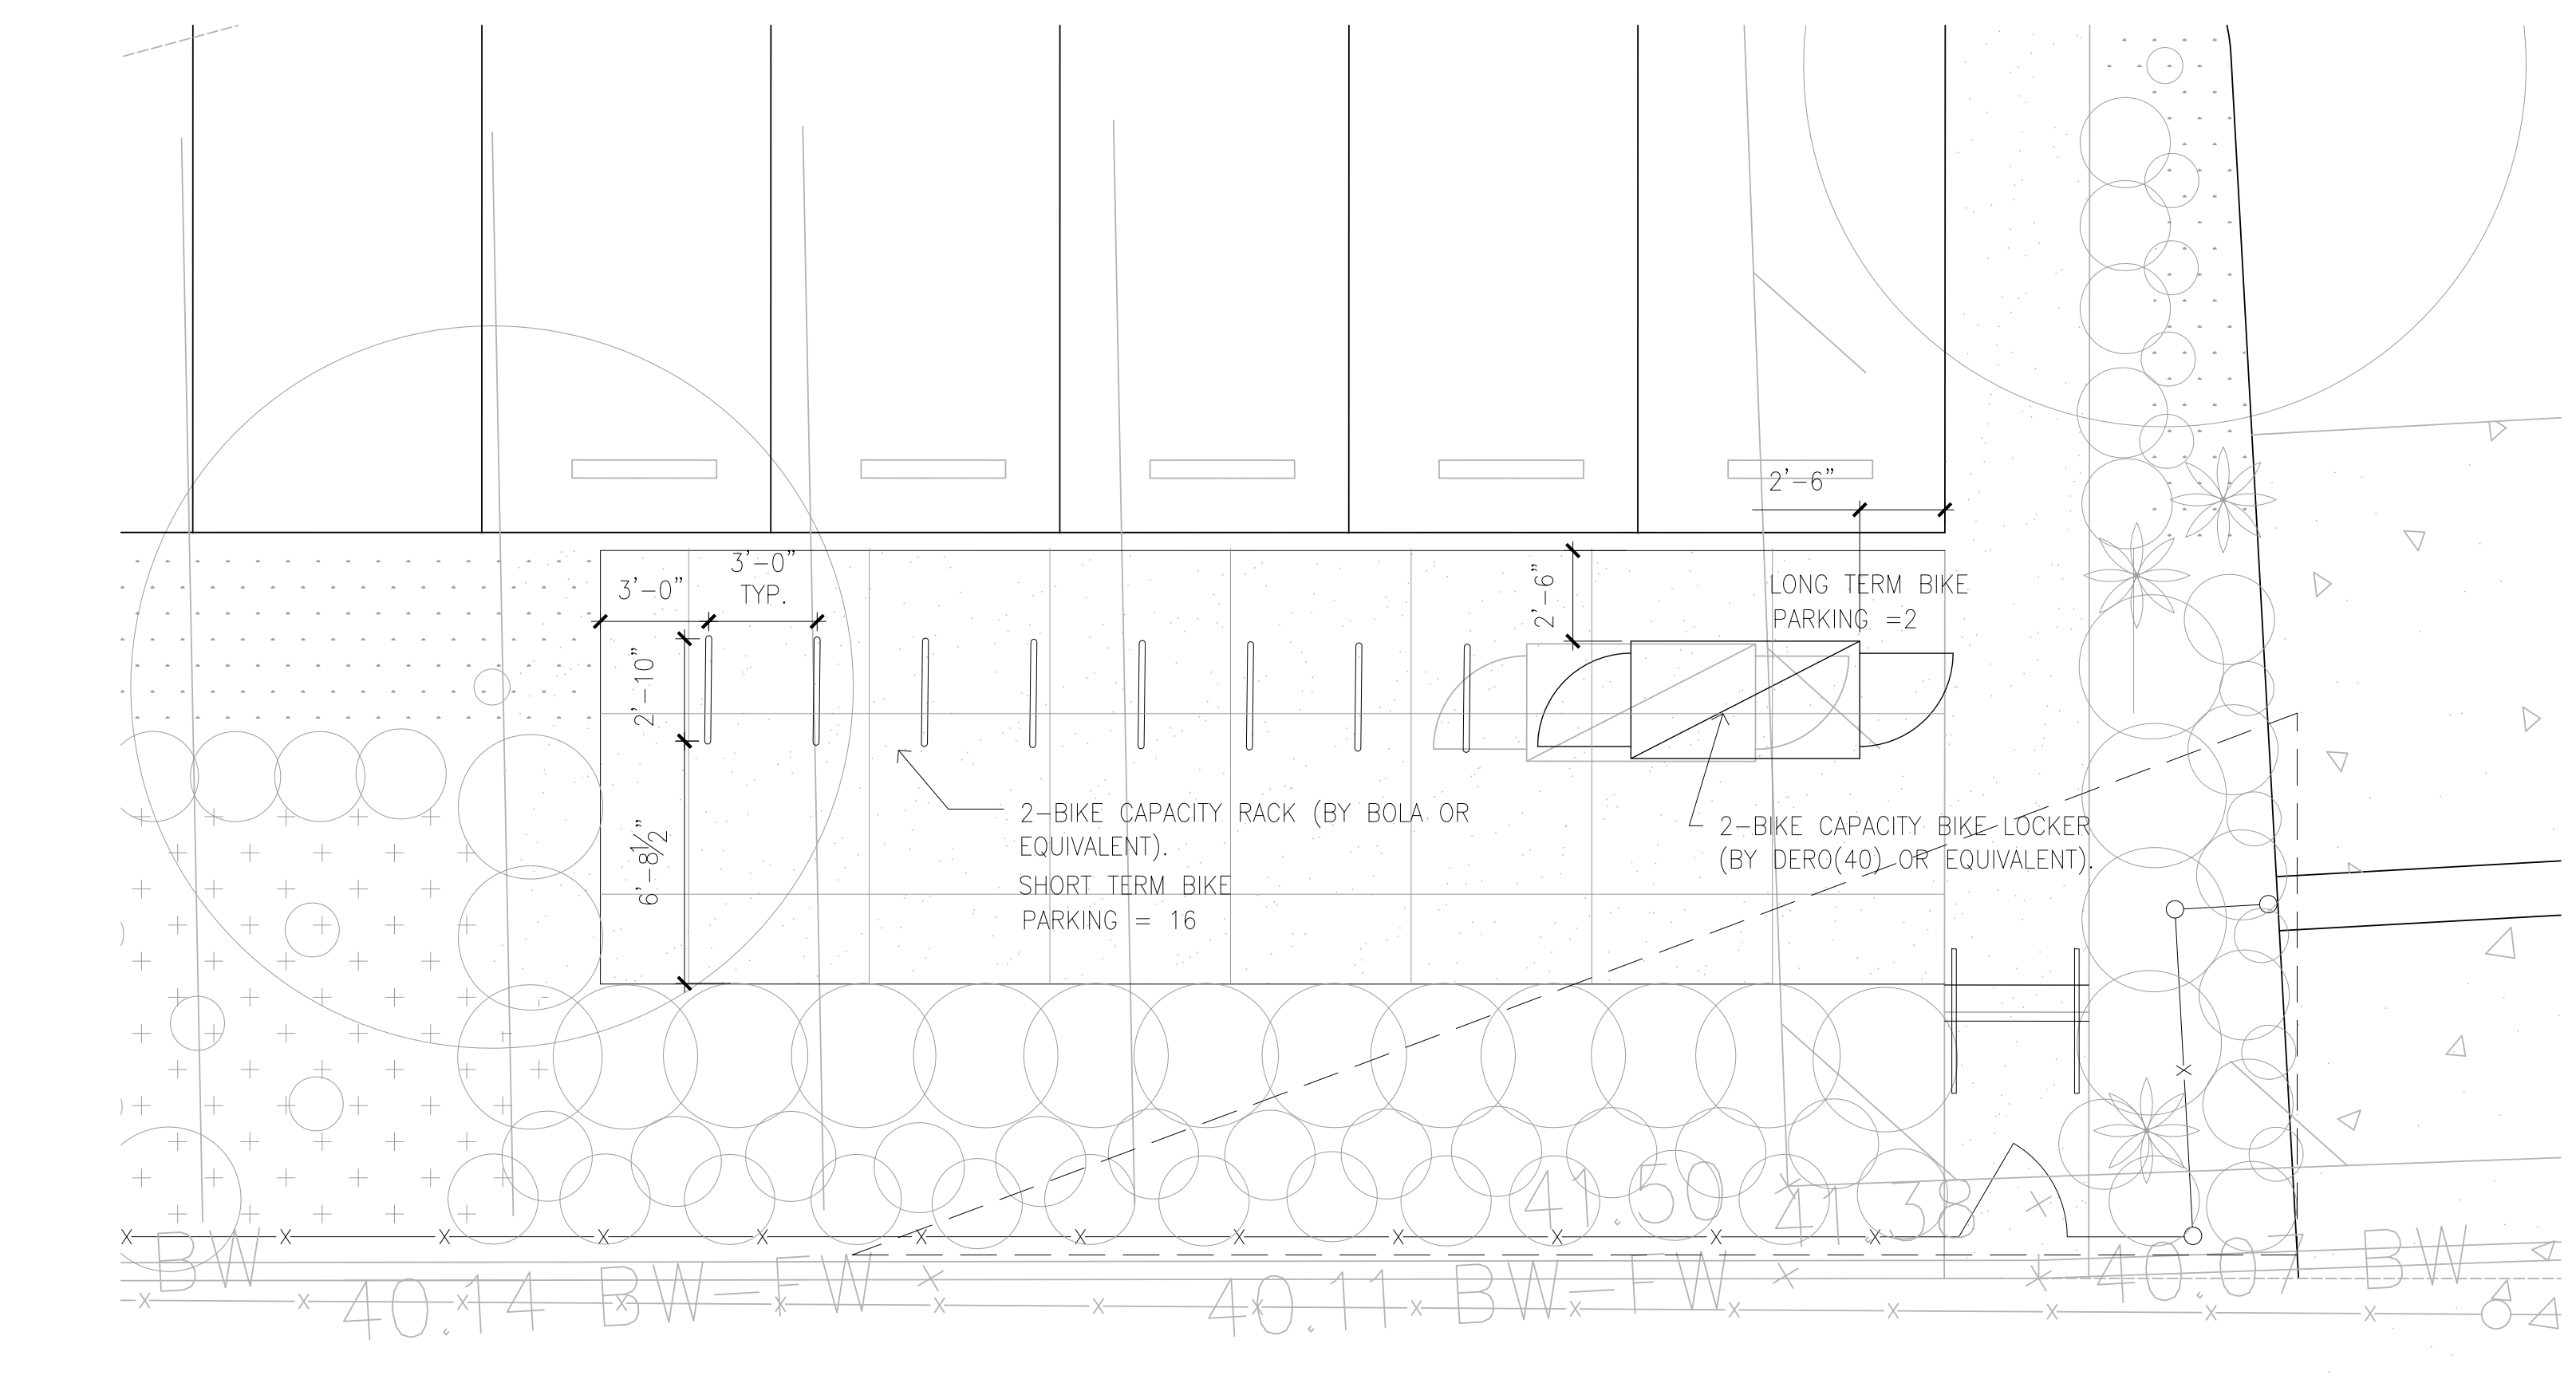 2'-6"
3'-0"
TYP.
3'-0"
2'-6"
LONG TERM BIKE
PARKING =2
2'-10"
2-BIKE CAPACITY RACK (BY BOLA OR
EQUIVALENT).
2-BIKE CAPACITY BIKE LOCKER
(BY DERO(40) OR EQUIVALENT).
6'-8½"
SHORT TERM BIKE
PARKING = 16
41.50
41.38
BW
40.14 BW-FW
40.11 BW-FW
40.07 BW